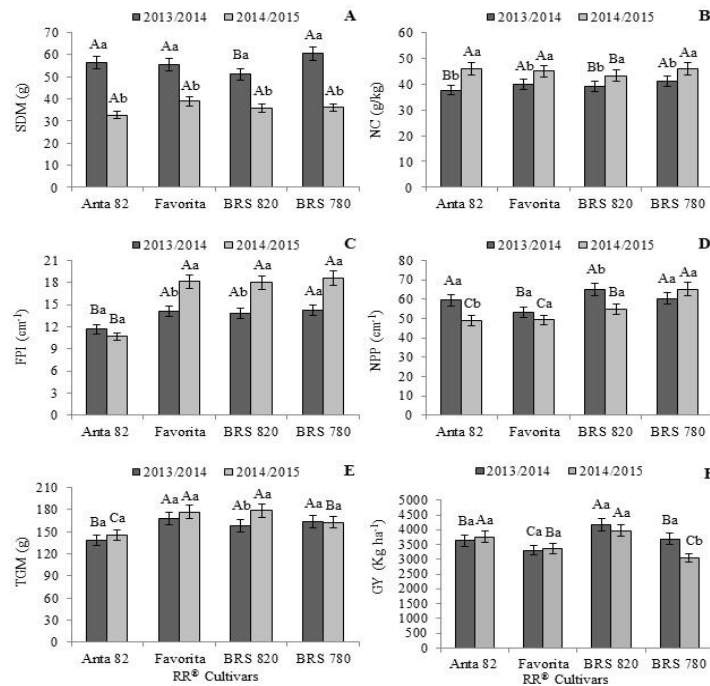 2013/2014 2014/2015 A
SDM (g)
70
60
50
40
30
20
10
0
Aa Ab Aa Ab Ba Ab Aa Ab
Anta 82 Favorita BRS 820 BRS 780
2013/2014 2014/2015 B
NC (g/kg)
60
50
40
30
20
10
0
Bb Aa Ab Aa Bb Ba Ab Aa
Anta 82 Favorita BRS 820 BRS 780
2013/2014 2014/2015 C
FPI (cm⁻¹)
21
18
15
12
9
6
3
0
Ba Ba Ab Aa Ab Aa Aa Aa
Anta 82 Favorita BRS 820 BRS 780
2013/2014 2014/2015 D
NPP (cm⁻¹)
80
70
60
50
40
30
20
10
0
Aa Cb Ba Ca Ab Ba Aa Aa
Anta 82 Favorita BRS 820 BRS 780
2013/2014 2014/2015 E
TGM (g)
210
180
150
120
90
60
30
0
Ba Ca Aa Aa Ab Aa Aa Ba
Anta 82 Favorita BRS 820 BRS 780
RR® Cultivars
2013/2014 2014/2015
GY (Kg ha⁻¹)
5000
4500
4000
3500
3000
2500
2000
1500
1000
500
0
Ba Aa Ca Ba Aa Aa Ba Cb
Anta 82 Favorita BRS 820 BRS 780
RR® Cultivars